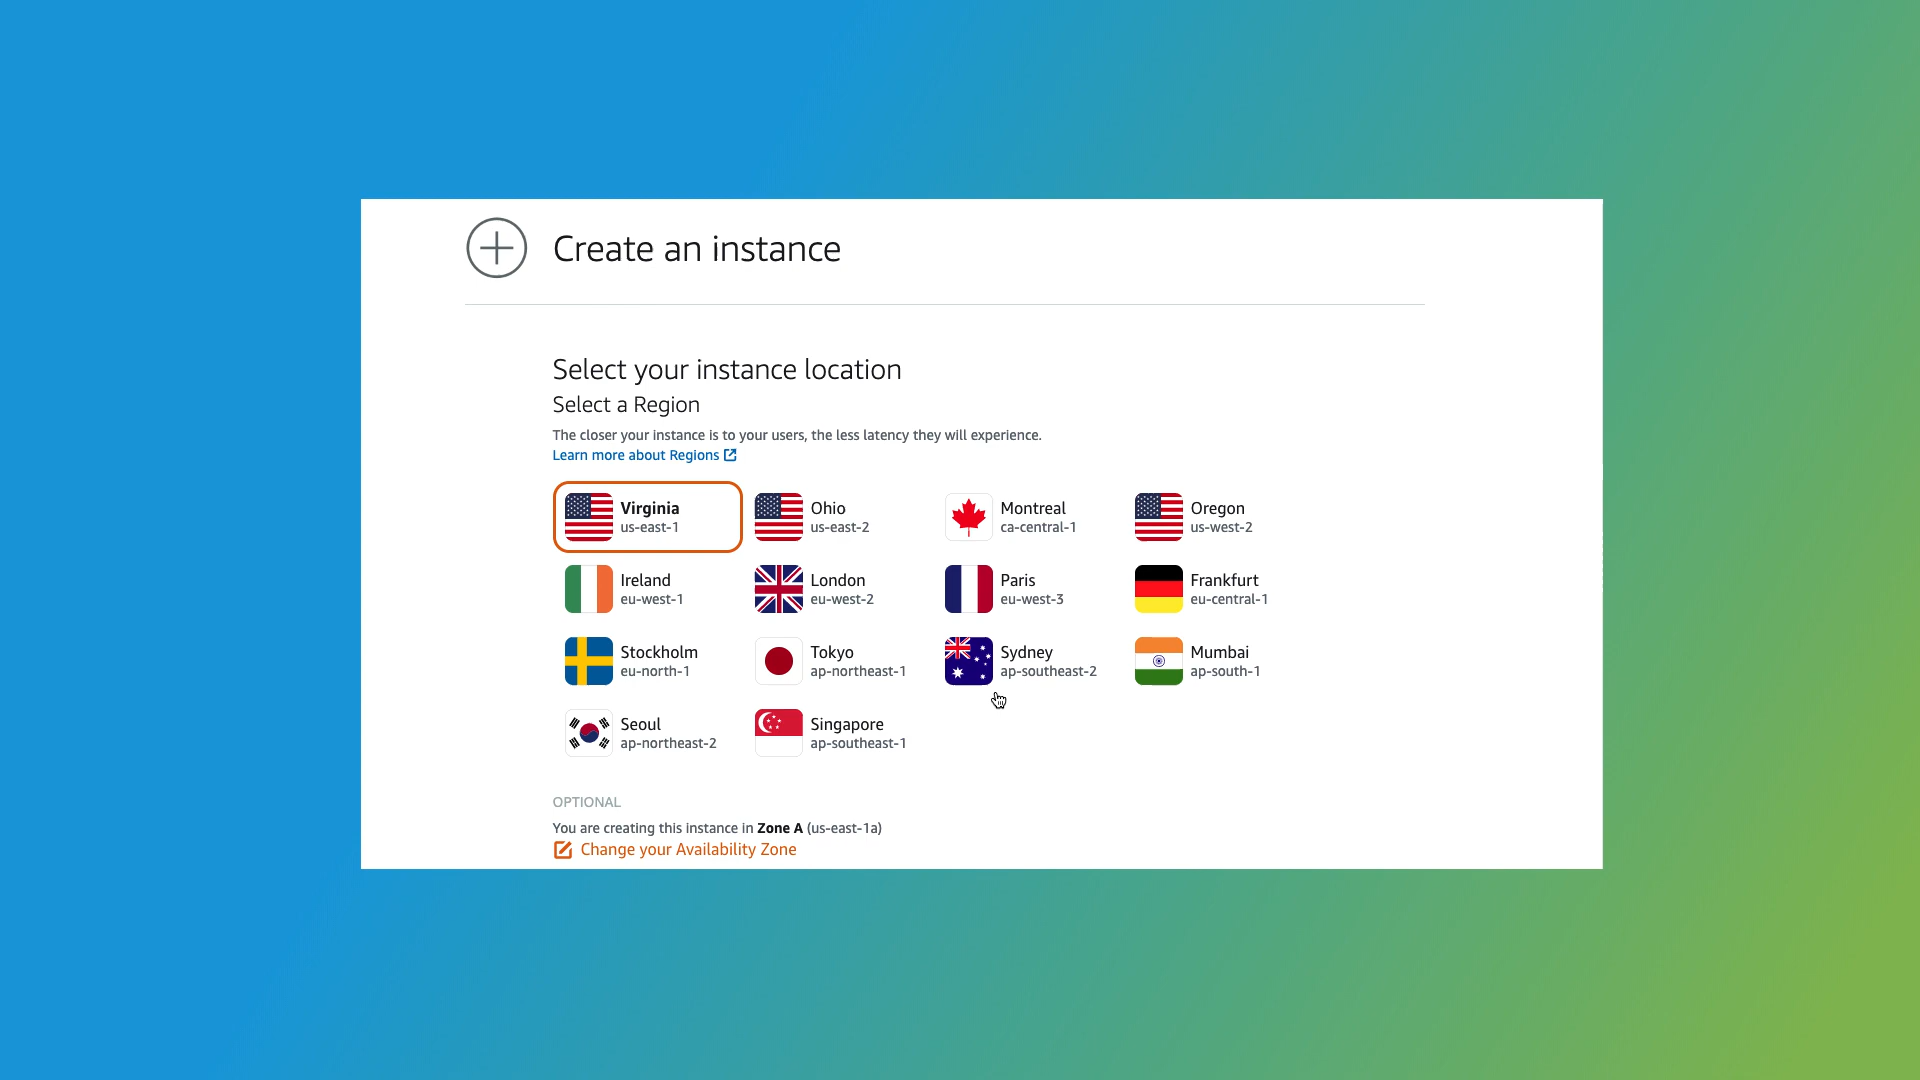 Create an instance
Select your instance location
Select a Region
The closer your instance is to your users, the less latency they will experience.
Learn more about Regions
Virginia
us-east-1
Ohio
us-east-2
Montreal
ca-central-1
Oregon
us-west-2
Ireland
eu-west-1
London
eu-west-2
Paris
eu-west-3
Frankfurt
eu-central-1
Stockholm
eu-north-1
Tokyo
ap-northeast-1
Sydney
ap-southeast-2
Mumbai
ap-south-1
Seoul
ap-northeast-2
Singapore
ap-southeast-1
OPTIONAL
You are creating this instance in Zone A (us-east-1a)
Change your Availability Zone